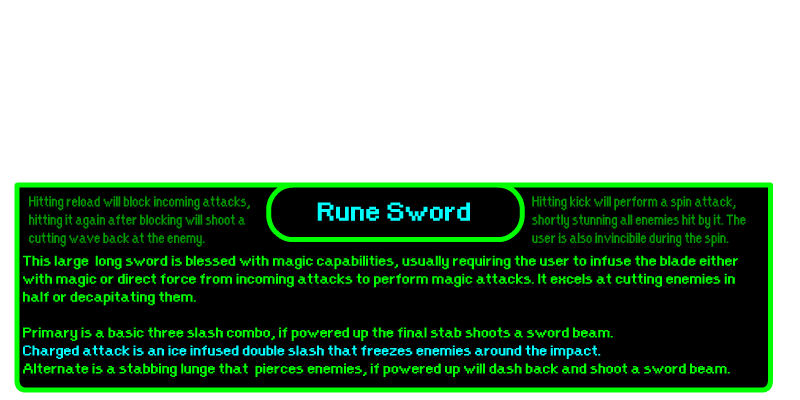 Hitting reload will block incoming attacks,
hitting it again after blocking will shoot a
cutting wave back at the enemy.
Rune Sword
Hitting kick will perform a spin attack,
shortly stunning all enemies hit by it. The
user is also invincibile during the spin.
This large long sword is blessed with magic capabilities, usually requiring the user to infuse the blade either
with magic or direct force from incoming attacks to perform magic attacks. It excels at cutting enemies in
half or decapitating them.
Primary is a basic three slash combo, if powered up the final stab shoots a sword beam.
Charged attack is an ice infused double slash that freezes enemies around the impact.
Alternate is a stabbing lunge that pierces enemies, if powered up will dash back and shoot a sword beam.